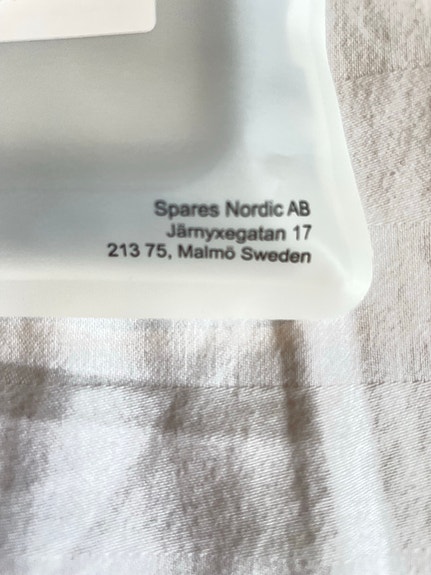 Spares Nordic AB
Järnyxegatan 17
213 75, Malmö Sweden